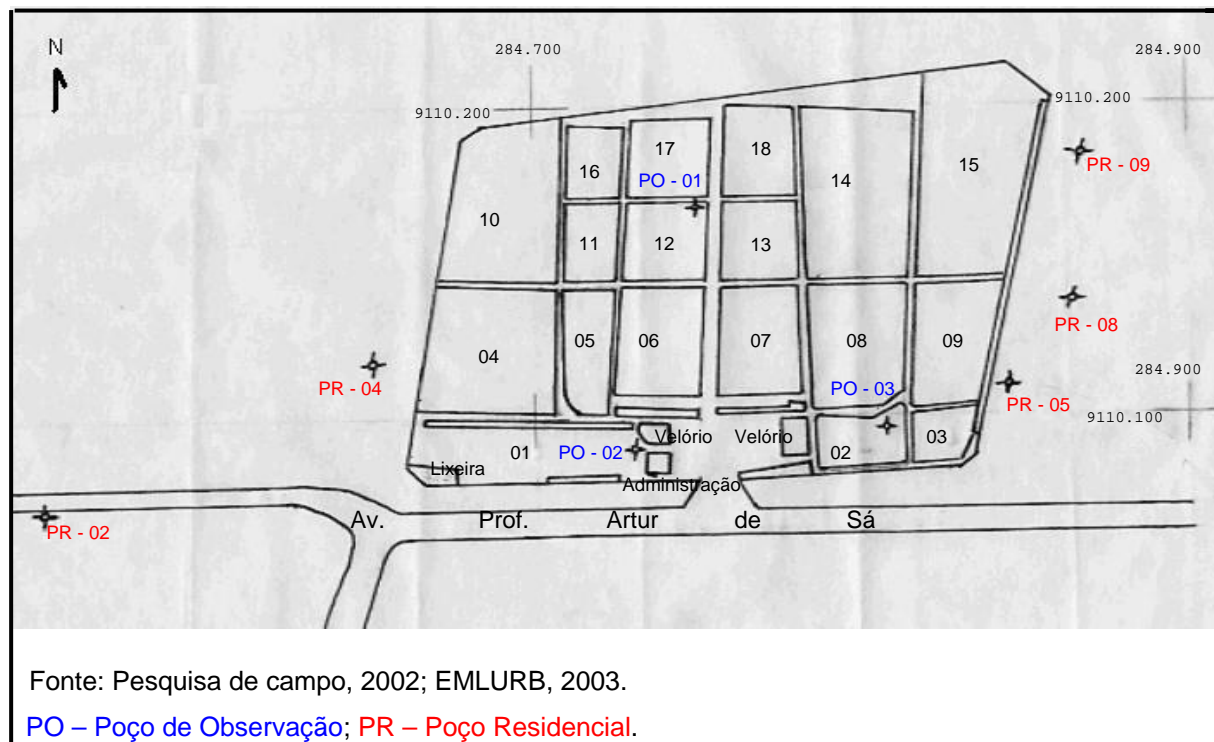 N
284.700
284.900
9110.200
9110.200
17
18
15
PR - 09
16
PO - 01
14
10
11
12
13
PR - 08
04
05
06
07
08
09
284.900
PR - 04
PO - 03
PR - 05
9110.100
01
PO - 02
Velório
Velório
02
03
Lixeira
Administração
Av. Prof. Artur de Sá
PR - 02
Fonte: Pesquisa de campo, 2002; EMLURB, 2003.
PO – Poço de Observação; PR – Poço Residencial.